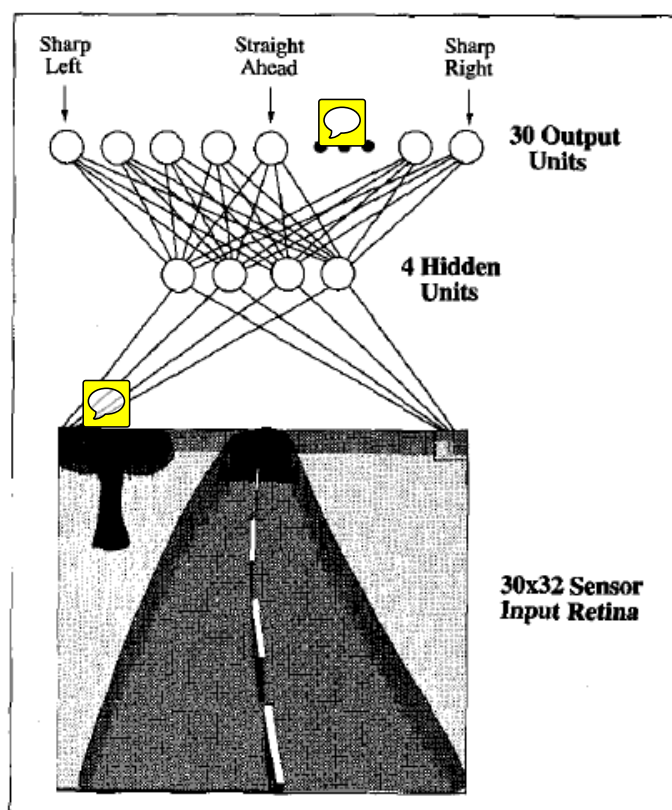 Sharp
Left
Straight
Ahead
Sharp
Right
30 Output
Units
4 Hidden
Units
30x32 Sensor
Input Retina